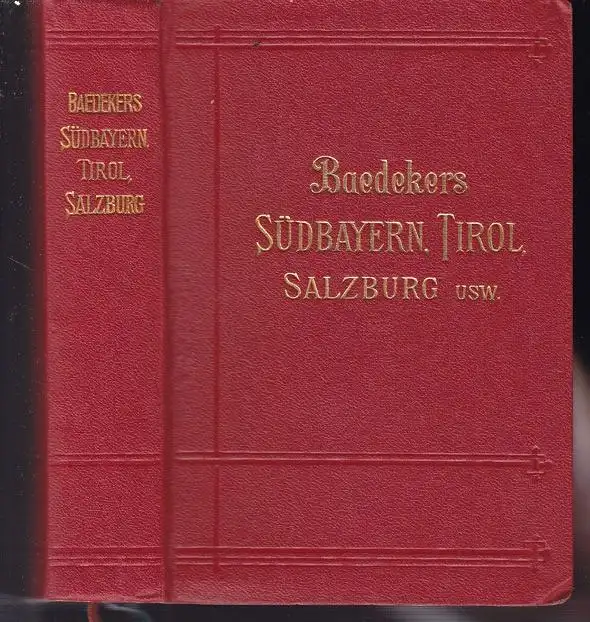 BAEDEKERS
SÜDBAYERN,
TIROL,
SALZBURG
Baedekers
SÜDBAYERN, TIROL,
SALZBURG USW.